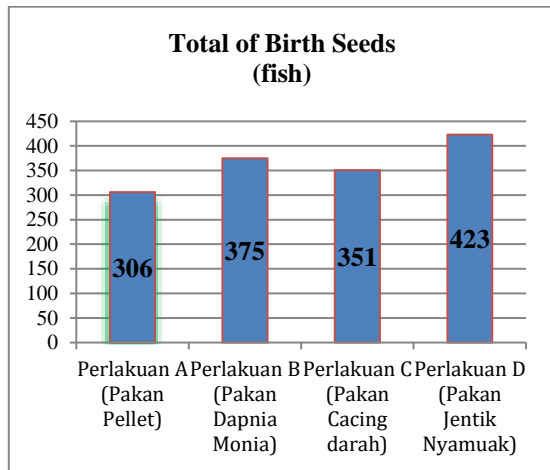 Total of Birth Seeds
(fish)
450
400
350
300
250
200
150
100
50
0
306
375
351
423
Perlakuan A
(Pakan
Pellet)
Perlakuan B
(Pakan
Dapnia
Monia)
Perlakuan C
(Pakan
Cacing
darah)
Perlakuan D
(Pakan
Jentik
Nyamuak)